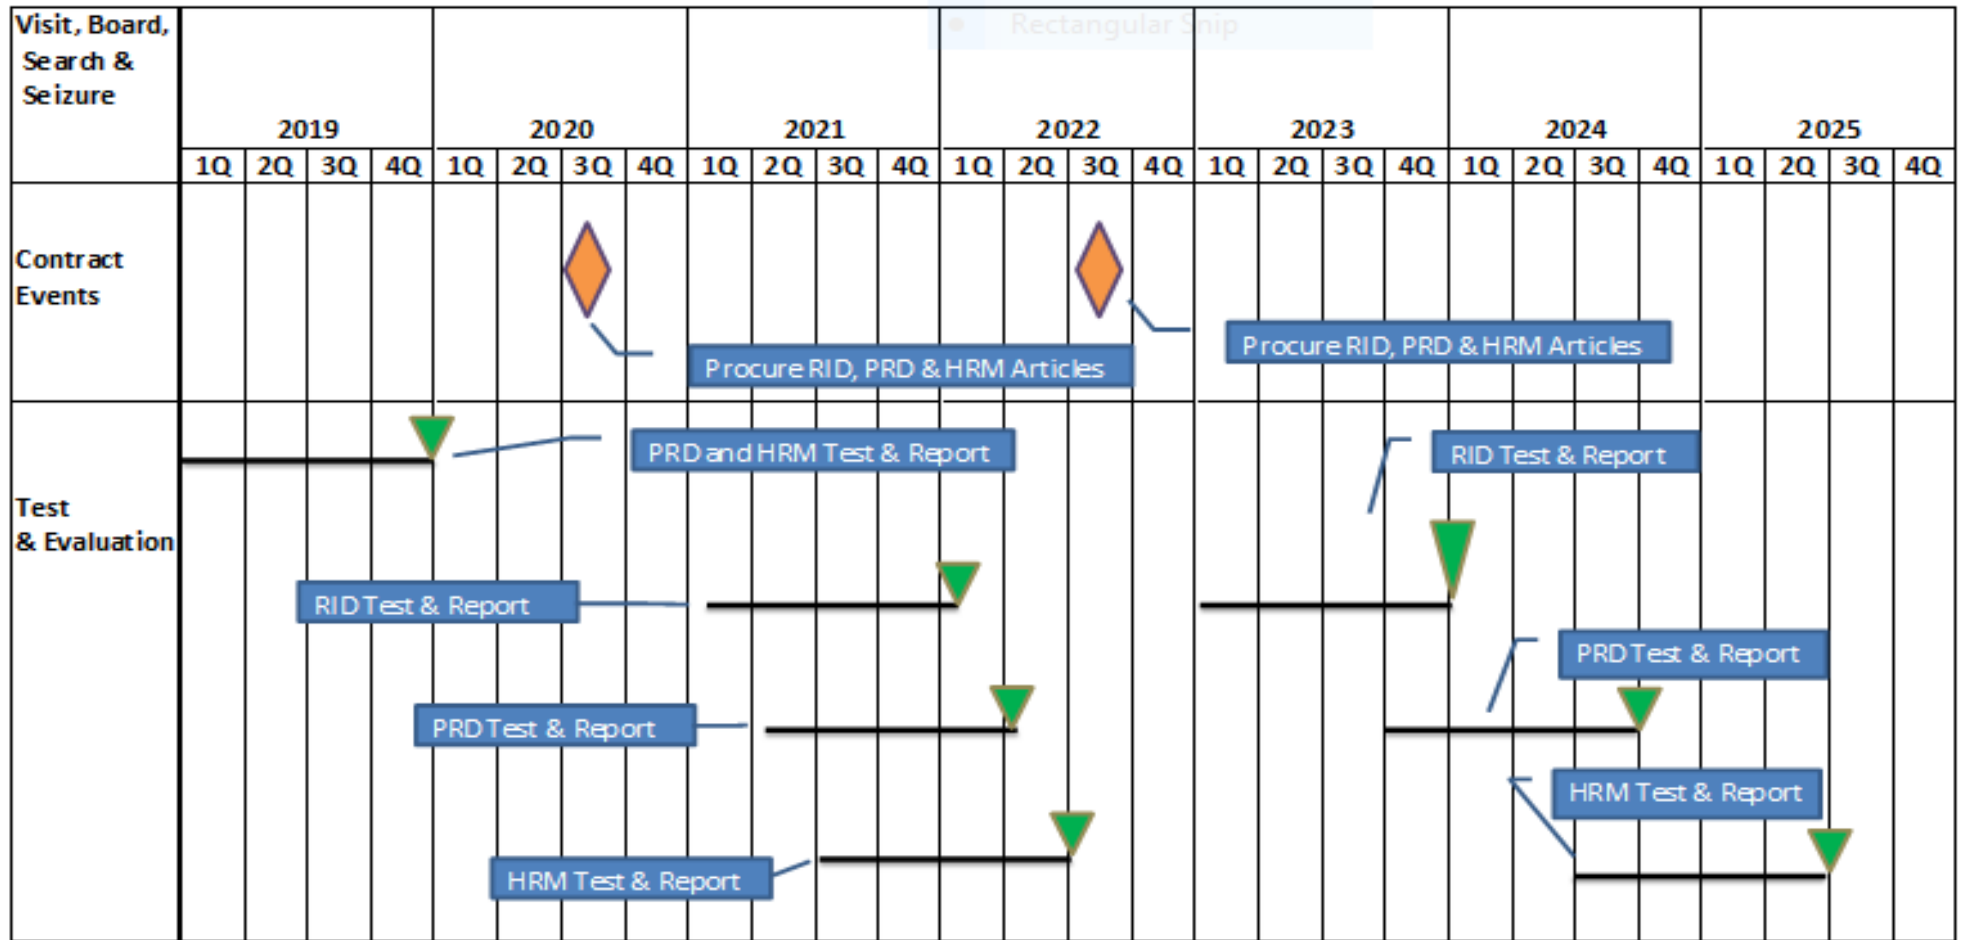 Rectangular Snip
Visit, Board,
Search &
Seizure
2019 2020 2021 2022 2023 2024 2025
1Q 2Q 3Q 4Q 1Q 2Q 3Q 4Q 1Q 2Q 3Q 4Q 1Q 2Q 3Q 4Q 1Q 2Q 3Q 4Q 1Q 2Q 3Q 4Q 1Q 2Q 3Q 4Q
Contract
Events
Procure RID, PRD & HRM Articles
Procure RID, PRD & HRM Articles
Test
& Evaluation
PRD and HRM Test & Report
RID Test & Report
RID Test & Report
PRD Test & Report
PRD Test & Report
HRM Test & Report
HRM Test & Report